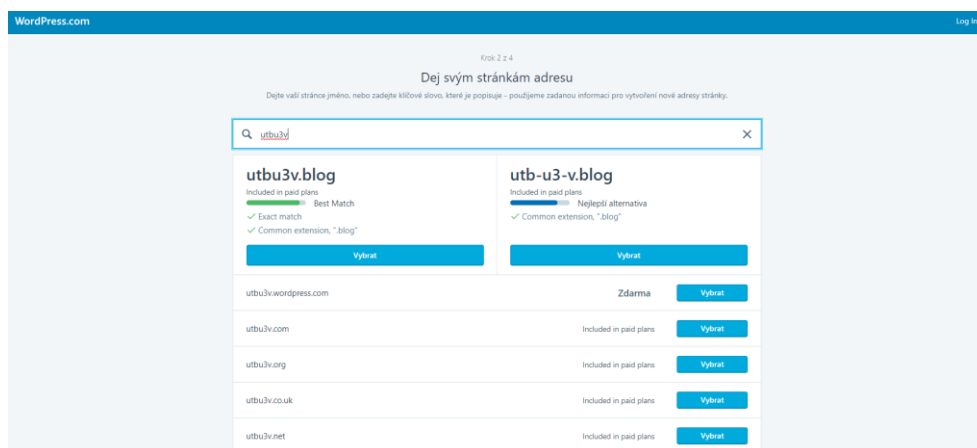 WordPress.com
Log In
Krok 2 z 4
Dej svým stránkám adresu
Dejte vaší stránce jméno, nebo zadejte klíčové slovo, které je popisuje - použijeme zadanou informaci pro vytvoření nové adresy stránky.
utbu3v
utbu3v.blog
Included in paid plans
Best Match
Exact match
Common extension, ".blog"
Vybrat
utb-u3-v.blog
Included in paid plans
Nejlepší alternativa
Common extension, ".blog"
Vybrat
utbu3v.wordpress.com Zdarma Vybrat
utbu3v.com Included in paid plans Vybrat
utbu3v.org Included in paid plans Vybrat
utbu3v.co.uk Included in paid plans Vybrat
utbu3v.net Included in paid plans Vybrat